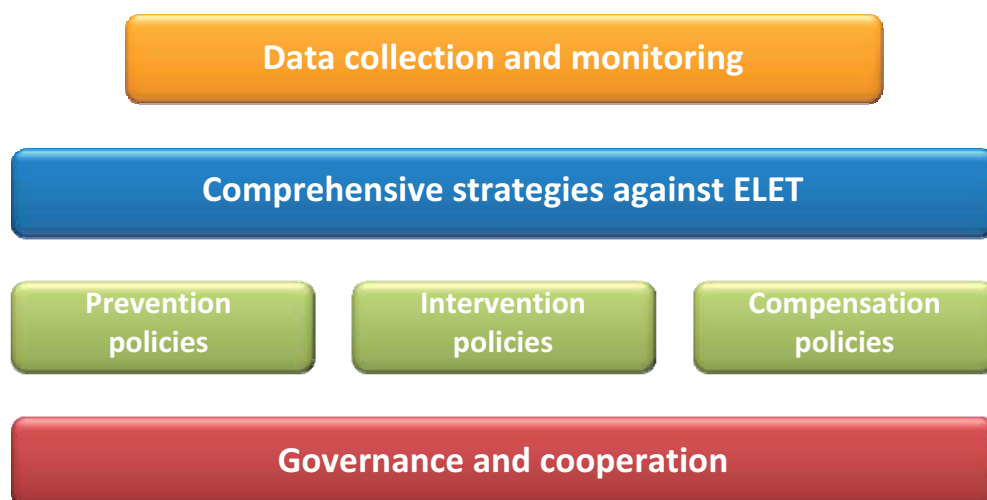 Data collection and monitoring
Comprehensive strategies against ELET
Prevention
policies
Intervention
policies
Compensation
policies
Governance and cooperation